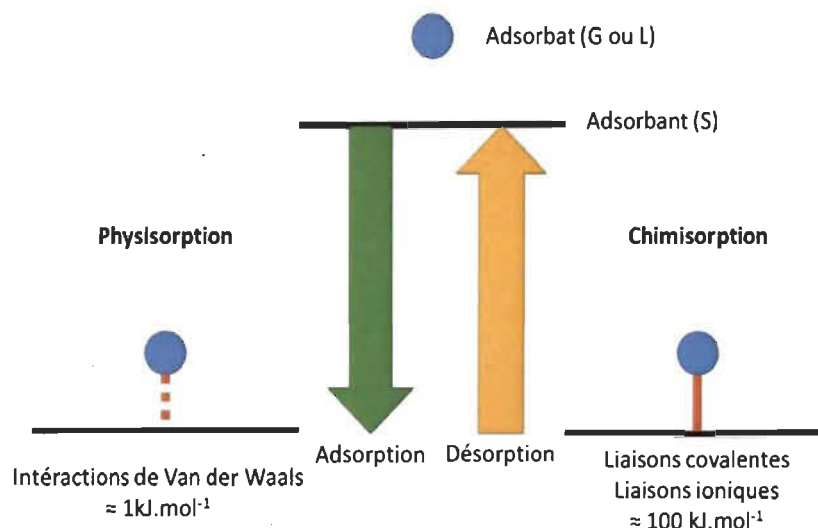 Adsorbat (G ou L)
Adsorbant (S)
Physisorption
Chimisorption
Adsorption
Désorption
Intéractions de Van der Waals
≈ 1kJ.mol⁻¹
Liaisons covalentes
Liaisons ioniques
≈ 100 kJ.mol⁻¹